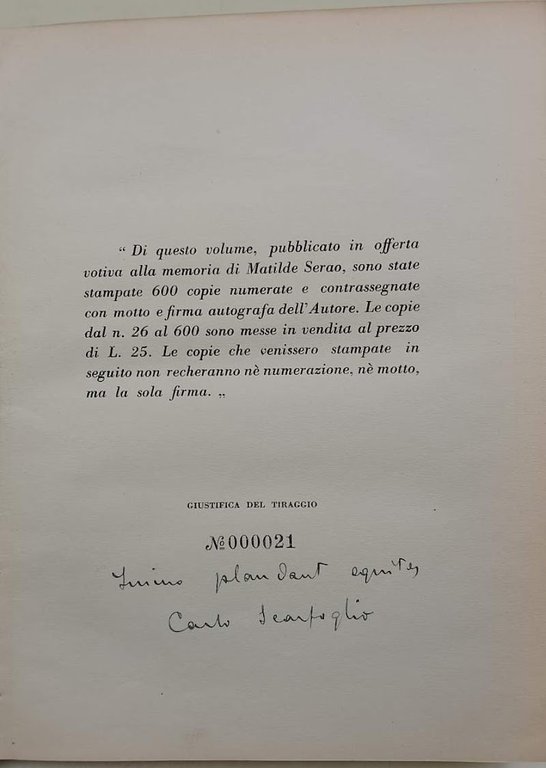 “ Di questo volume, pubblicato in offerta
votiva alla memoria di Matilde Serao, sono state
stampate 600 copie numerate e contrassegnate
con motto e firma autografa dell'Autore. Le copie
dal n. 26 al 600 sono messe in vendita al prezzo
di L. 25. Le copie che venissero stampate in
seguito non recheranno nè numerazione, nè motto,
ma la sola firma. „
GIUSTIFICA DEL TIRAGGIO
№000021
plaudant equites
Carlo Scarfoglio